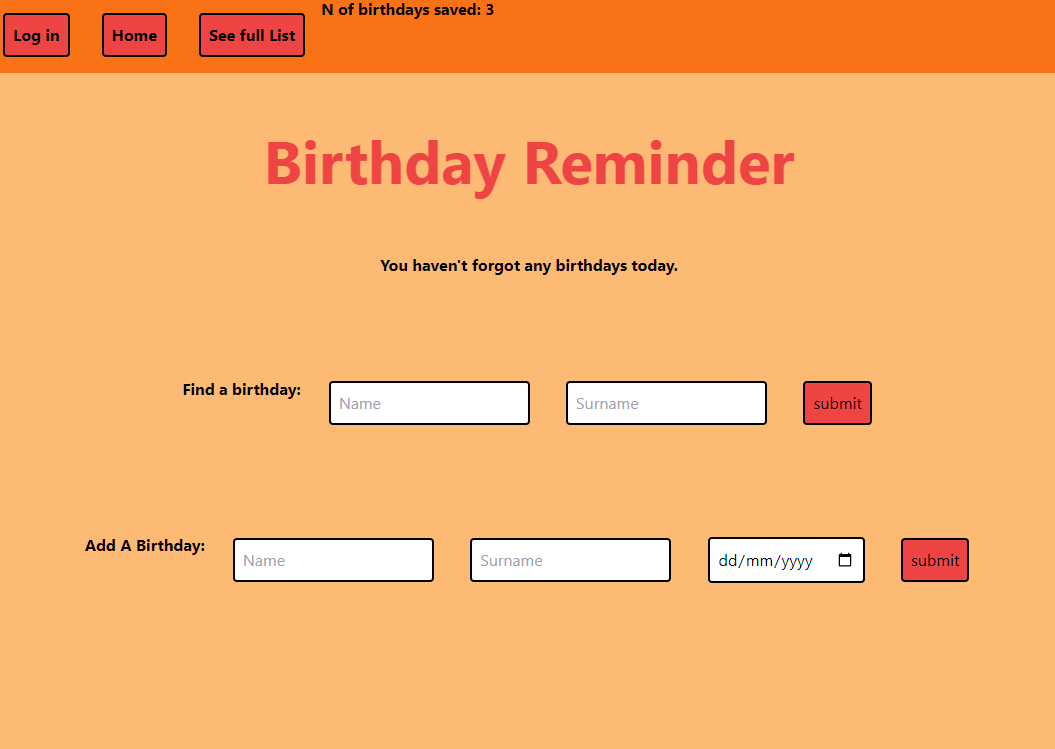 N of birthdays saved: 3
Log in Home See full List
Birthday Reminder
You haven't forgot any birthdays today.
Find a birthday: Name Surname submit
Add A Birthday: Name Surname dd/mm/yyyy submit